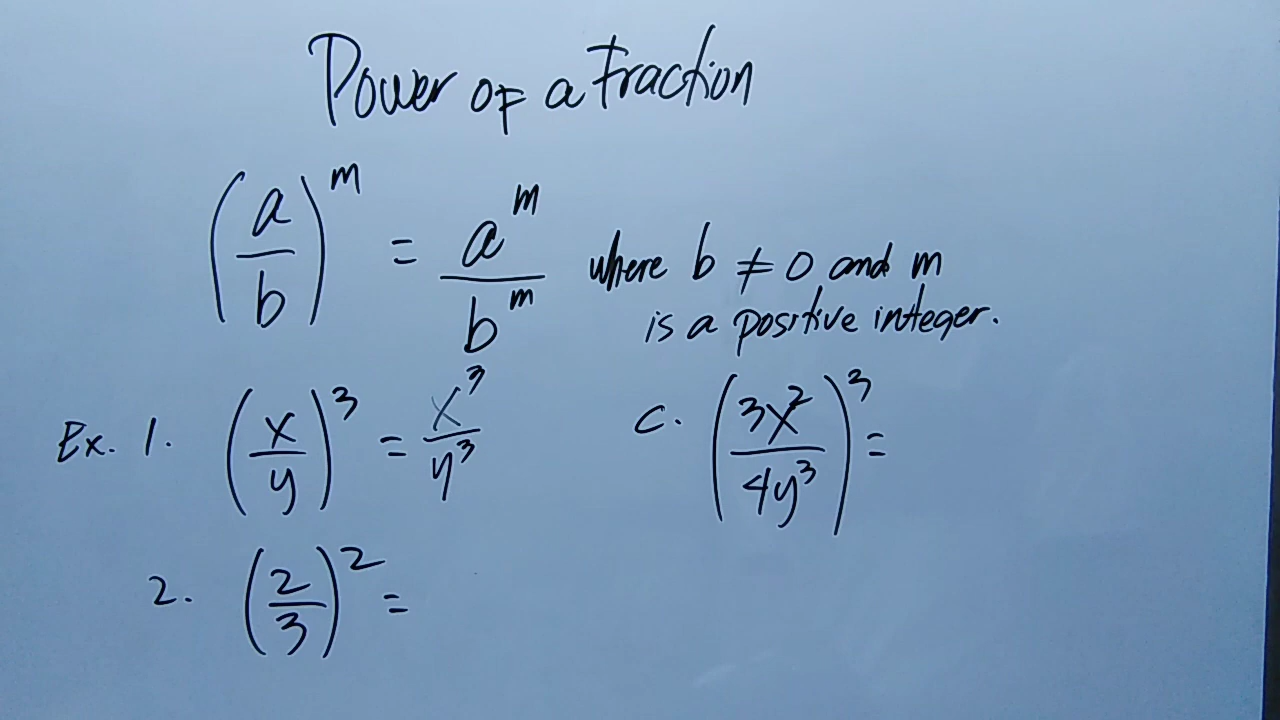 Power of a Fraction
(a/b)^m = a^m/b^m where b ≠ 0 and m
is a positive integer.
Ex. 1. (x/y)^3 = x^3/y^3
2. (2/3)^2 =
c. (3x^2/4y^3)^3 =